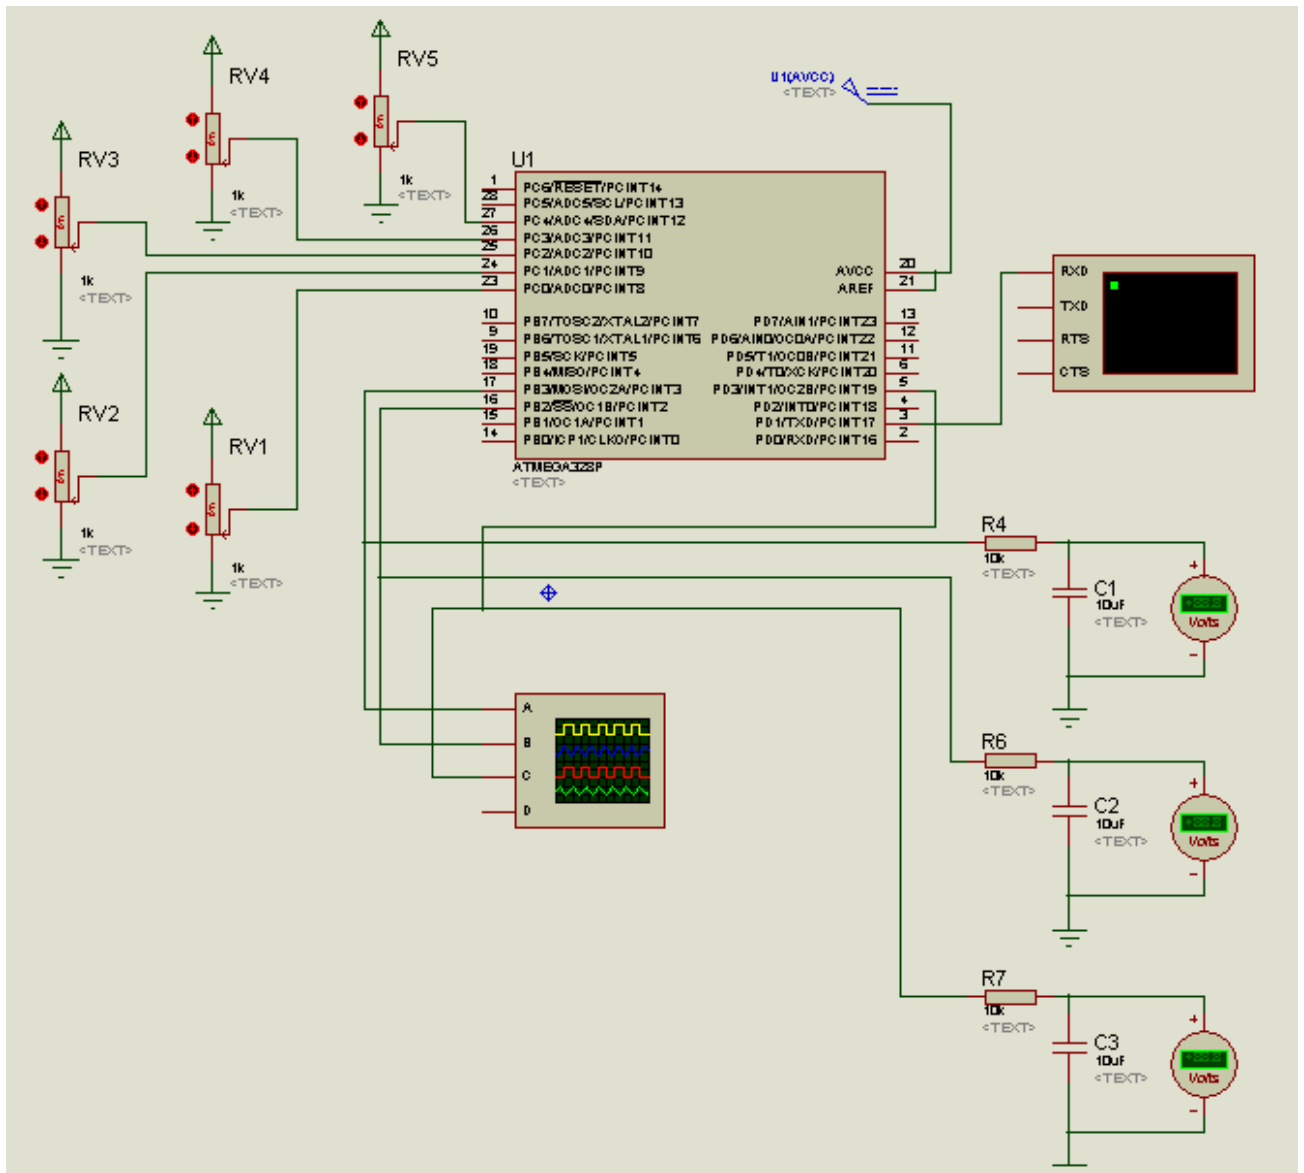 RV5
RV4
U1(AVCC)
<TEXT>
RV3
U1
1k
<TEXT>
1k
<TEXT>
1 PC6/RESET/PCINT14
28 PC5/ADC5/SCL/PCINT13
27 PC4/ADC4/SDA/PCINT12
26 PC3/ADC3/PCINT11
25 PC2/ADC2/PCINT10
24 PC1/ADC1/PCINT9 AVCC 20
23 PC0/ADC0/PCINT8 AREF 21
RXD
1k
<TEXT>
TXD
10 PB7/TOSC2/XTAL2/PCINT7 PD7/AIN1/PCINT23 13
9 PB6/TOSC1/XTAL1/PCINT6 PD6/AIN0/OC0A/PCINT22 12
RTS
19 PB5/SCK/PCINT5 PD5/T1/OC0B/PCINT21 11
18 PB4/MISO/PCINT4 PD4/T0/XCK/PCINT20 6
CTS
17 PB3/MOSI/OC2A/PCINT3 PD3/INT1/OC2B/PCINT19 5
16 PB2/SS/OC1B/PCINT2 PD2/INT0/PCINT18 4
15 PB1/OC1A/PCINT1 PD1/TXD/PCINT17 3
14 PB0/ICP1/CLKO/PCINT0 PD0/RXD/PCINT16 2
RV2
RV1
ATMEGA328P
<TEXT>
1k
<TEXT>
1k
<TEXT>
R4
10k
<TEXT>
+
C1
10uF
<TEXT>
Volts
−
A
B
C
D
R6
10k
<TEXT>
+
C2
10uF
<TEXT>
Volts
−
R7
10k
<TEXT>
+
C3
10uF
<TEXT>
Volts
−